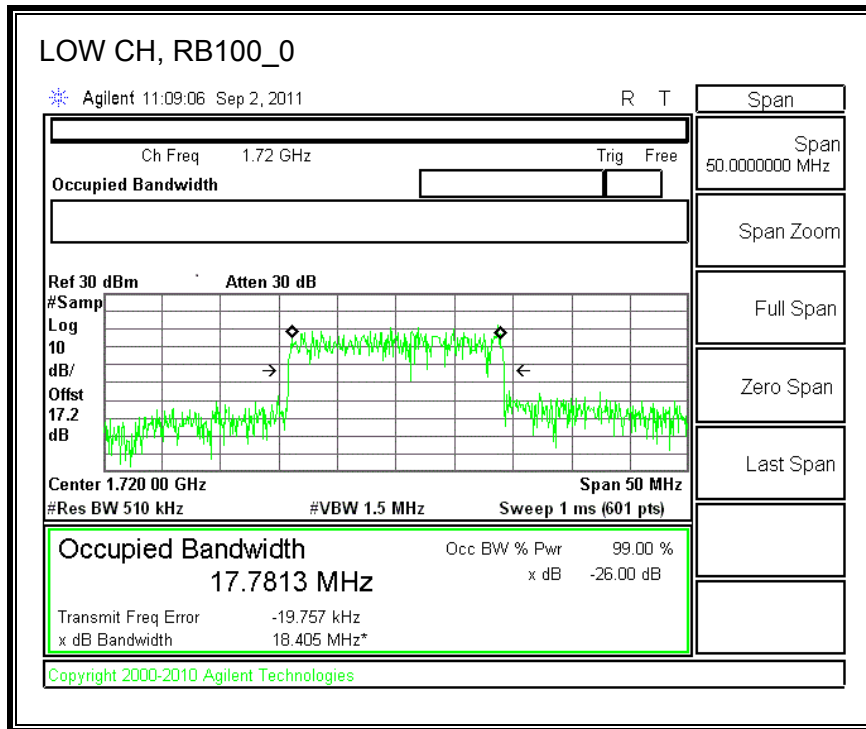 LOW CH, RB100_0
Agilent 11:09:06 Sep 2, 2011 R T
Span
Ch Freq 1.72 GHz Trig Free
Occupied Bandwidth
Span
50.0000000 MHz
Span Zoom
Full Span
Zero Span
Last Span
Ref 30 dBm Atten 30 dB
#Samp
Log
10
dB/
Offst
17.2
dB
Center 1.720 00 GHz Span 50 MHz
#Res BW 510 kHz #VBW 1.5 MHz Sweep 1 ms (601 pts)
Occupied Bandwidth
17.7813 MHz
Occ BW % Pwr 99.00 %
x dB -26.00 dB
Transmit Freq Error -19.757 kHz
x dB Bandwidth 18.405 MHz*
Copyright 2000-2010 Agilent Technologies